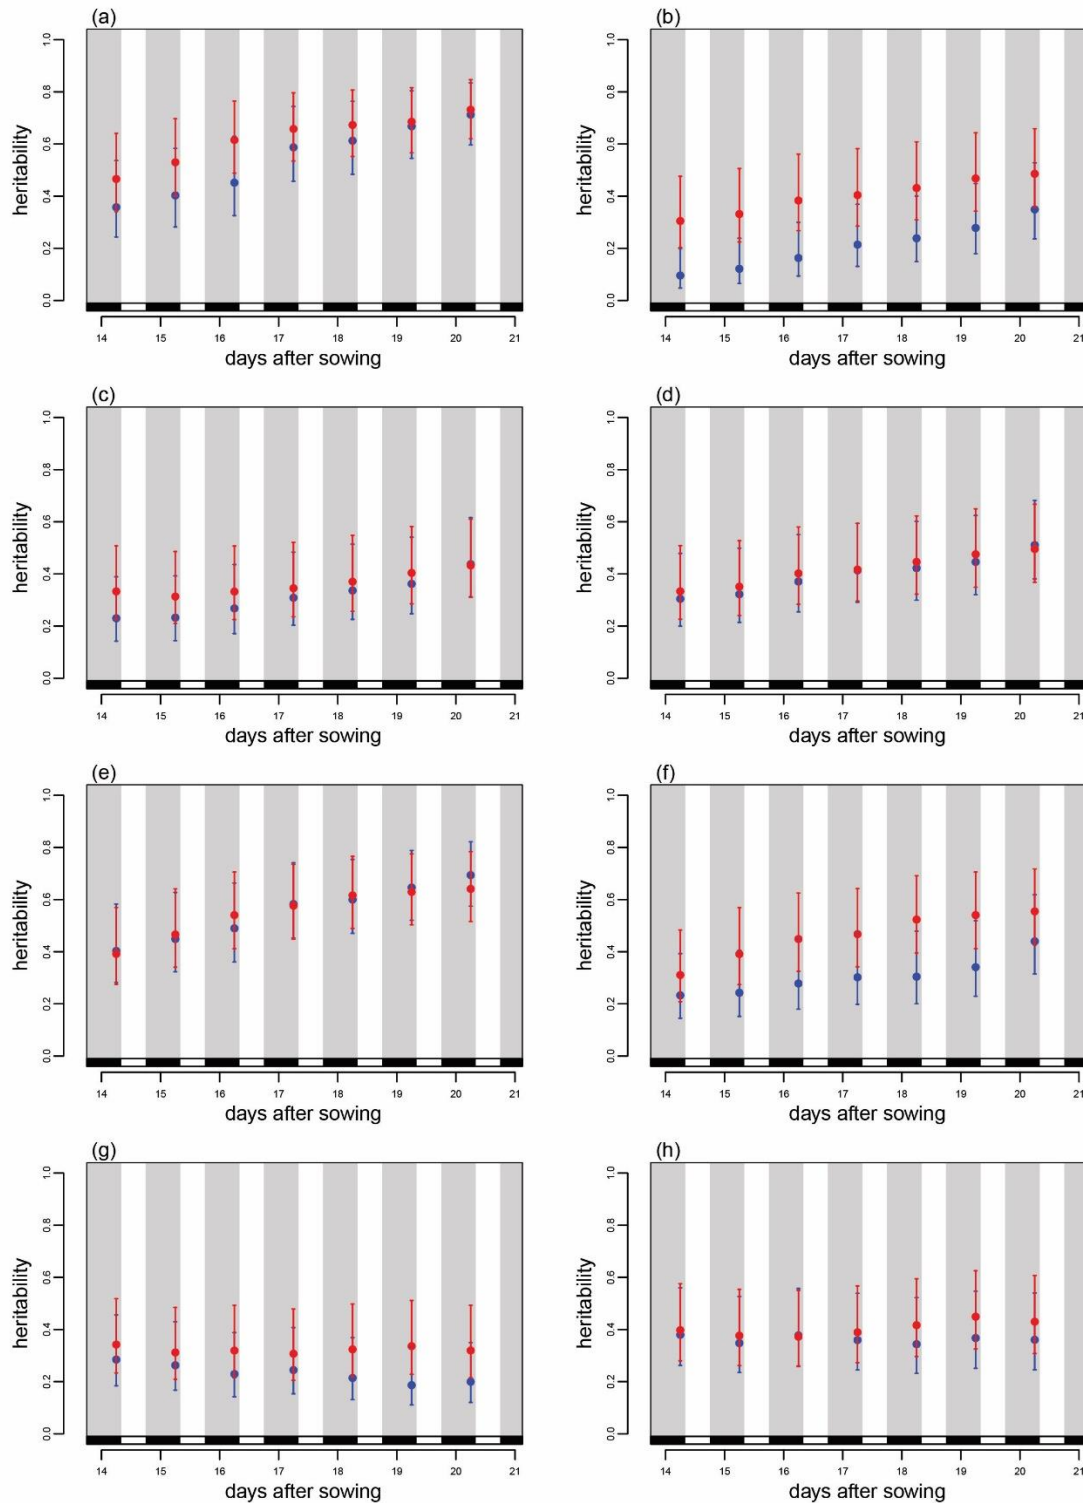 (a) (b)
heritability 0.0 0.2 0.4 0.6 0.8 1.0 heritability 0.0 0.2 0.4 0.6 0.8 1.0
14 15 16 17 18 19 20 21 14 15 16 17 18 19 20 21
days after sowing days after sowing
(c) (d)
heritability 0.0 0.2 0.4 0.6 0.8 1.0 heritability 0.0 0.2 0.4 0.6 0.8 1.0
14 15 16 17 18 19 20 21 14 15 16 17 18 19 20 21
days after sowing days after sowing
(e) (f)
heritability 0.0 0.2 0.4 0.6 0.8 1.0 heritability 0.0 0.2 0.4 0.6 0.8 1.0
14 15 16 17 18 19 20 21 14 15 16 17 18 19 20 21
days after sowing days after sowing
(g) (h)
heritability 0.0 0.2 0.4 0.6 0.8 1.0 heritability 0.0 0.2 0.4 0.6 0.8 1.0
14 15 16 17 18 19 20 21 14 15 16 17 18 19 20 21
days after sowing days after sowing